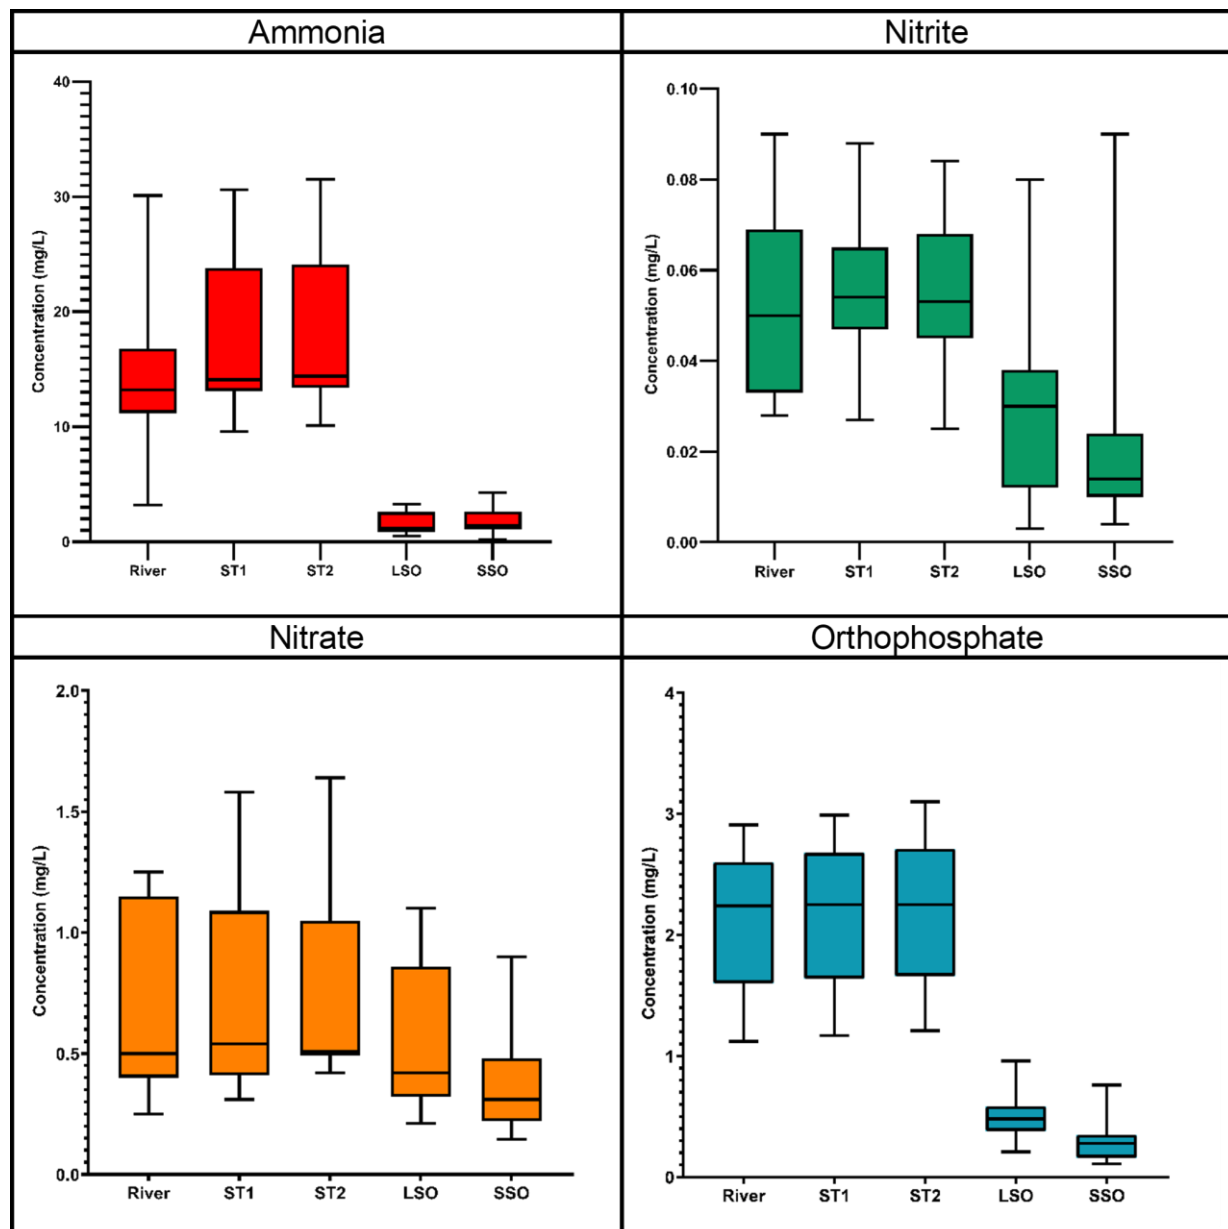 Ammonia
Concentration (mg/L)
40
30
20
10
0
River ST1 ST2 LSO SSO
Nitrite
Concentration (mg/L)
0.10
0.08
0.06
0.04
0.02
0.00
River ST1 ST2 LSO SSO
Nitrate
Concentration (mg/L)
2.0
1.5
1.0
0.5
0.0
River ST1 ST2 LSO SSO
Orthophosphate
Concentration (mg/L)
4
3
2
1
0
River ST1 ST2 LSO SSO